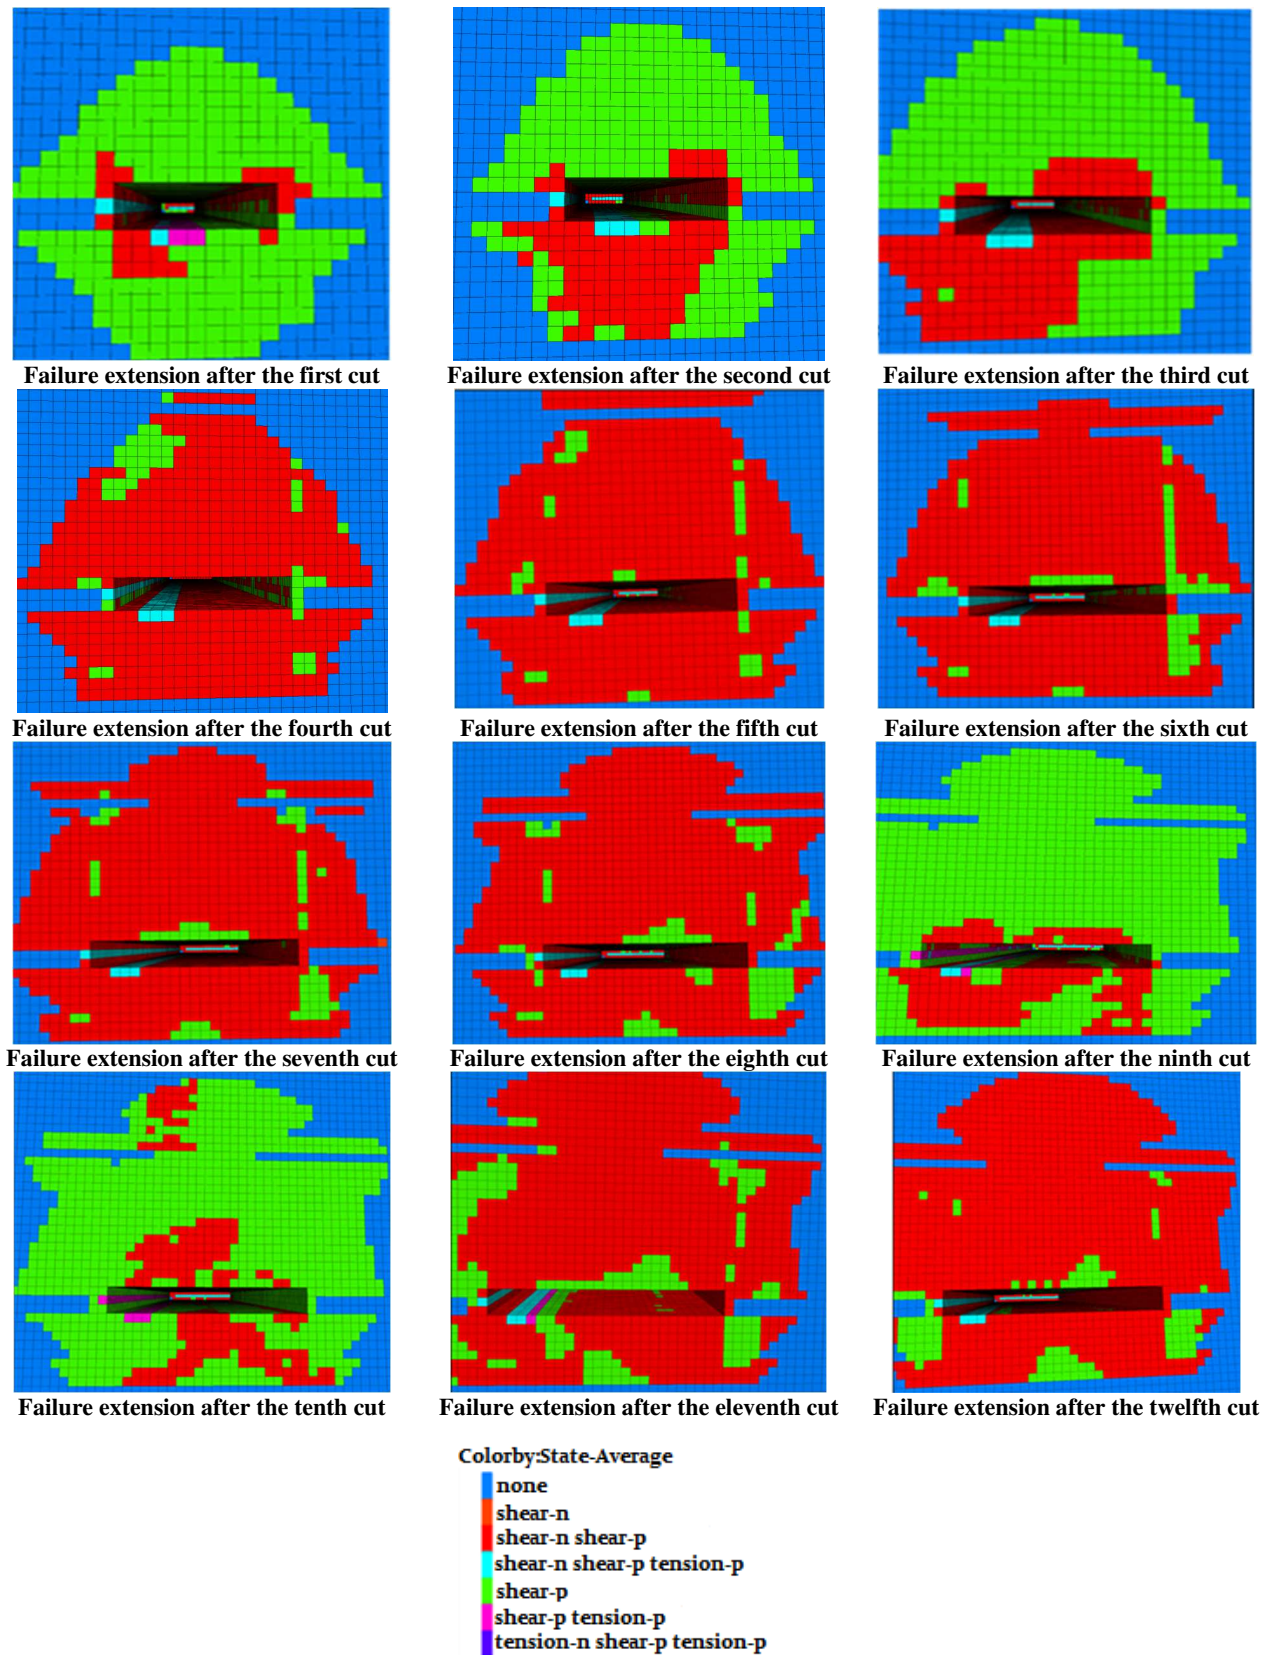 Failure extension after the first cut
Failure extension after the second cut
Failure extension after the third cut
Failure extension after the fourth cut
Failure extension after the fifth cut
Failure extension after the sixth cut
Failure extension after the seventh cut
Failure extension after the eighth cut
Failure extension after the ninth cut
Failure extension after the tenth cut
Failure extension after the eleventh cut
Failure extension after the twelfth cut
Colorby:State-Average
none
shear-n
shear-n shear-p
shear-n shear-p tension-p
shear-p
shear-p tension-p
tension-n shear-p tension-p